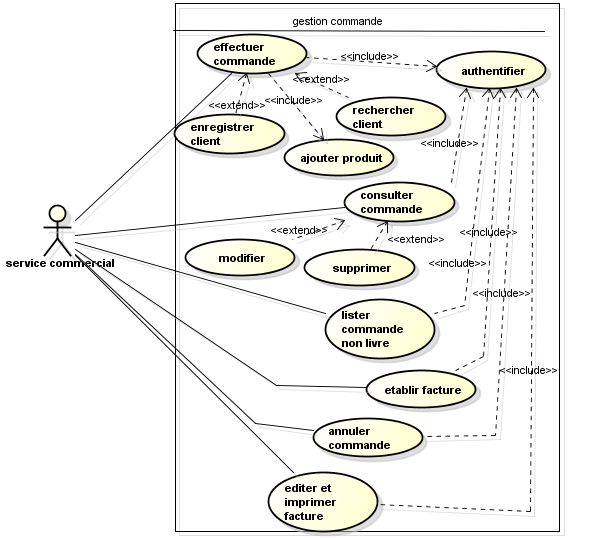 gestion commande
effectuer
commande
<<include>>
authentifier
<<extend>>
<<extend>>
<<include>>
rechercher
client
enregistrer
client
<<include>>
ajouter produit
consulter
commande
service commercial
<<extend>>
<<include>>
<<extend>>
modifier
supprimer
<<include>>
<<include>>
lister
commande
non livre
<<include>>
etablir facture
annuler
commande
editer et
imprimer
facture